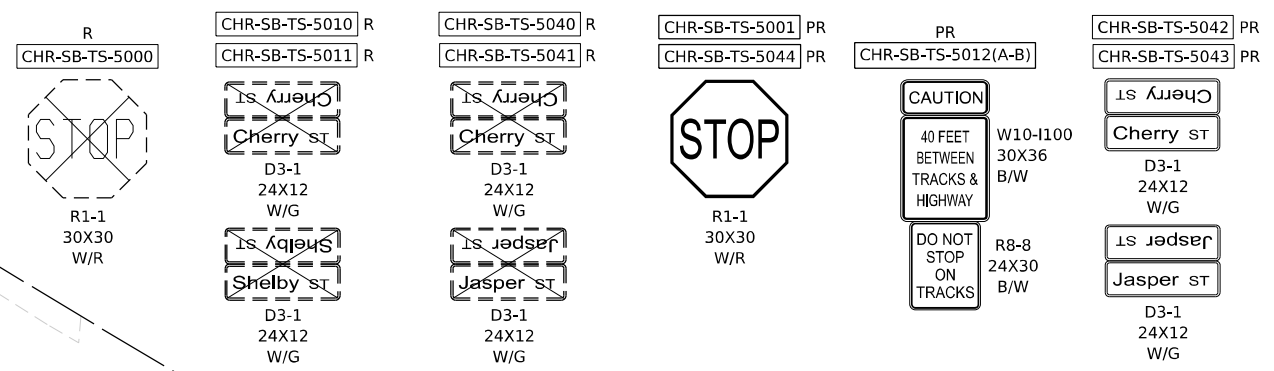 R
CHR-SB-TS-5000
STOP
R1-1
30X30
W/R
CHR-SB-TS-5010 R
CHR-SB-TS-5011 R
Cherry ST
Cherry ST
D3-1
24X12
W/G
Shelby ST
Shelby ST
D3-1
24X12
W/G
CHR-SB-TS-5040 R
CHR-SB-TS-5041 R
Cherry ST
Cherry ST
D3-1
24X12
W/G
Jasper ST
Jasper ST
D3-1
24X12
W/G
CHR-SB-TS-5001 PR
CHR-SB-TS-5044 PR
STOP
R1-1
30X30
W/R
PR
CHR-SB-TS-5012(A-B)
CAUTION
40 FEET
BETWEEN
TRACKS &
HIGHWAY
W10-I100
30X36
B/W
DO NOT
STOP
ON
TRACKS
R8-8
24X30
B/W
CHR-SB-TS-5042 PR
CHR-SB-TS-5043 PR
Cherry ST
Cherry ST
D3-1
24X12
W/G
Jasper ST
Jasper ST
D3-1
24X12
W/G